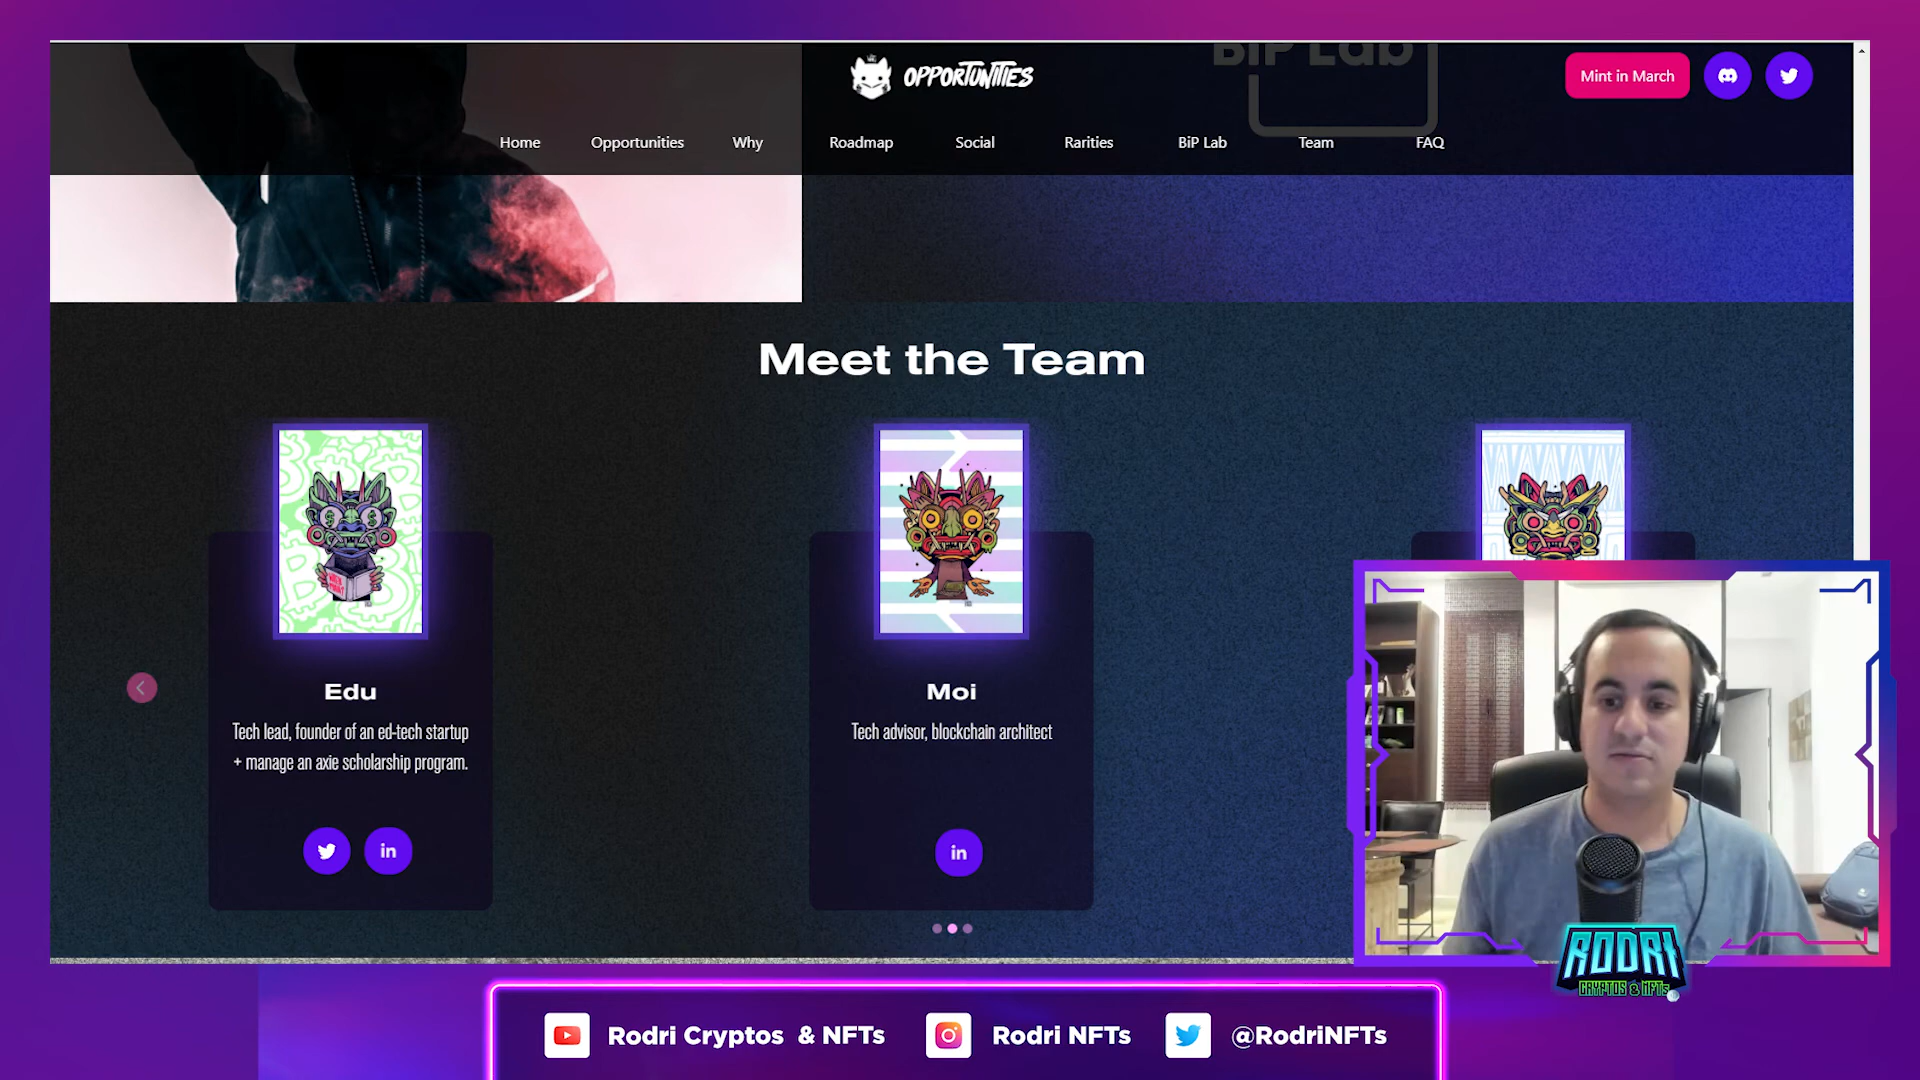 BiP Lab
OPPORTUNITIES
Mint in March
Home
Opportunities
Why
Roadmap
Social
Rarities
BiP Lab
Team
FAQ
Meet the Team
Edu
Tech lead, founder of an ed-tech startup
+ manage an axie scholarship program.
in
Moi
Tech advisor, blockchain architect
in
RODRI
CRYPTOS & NFTs
Rodri Cryptos & NFTs
Rodri NFTs
@RodriNFTs